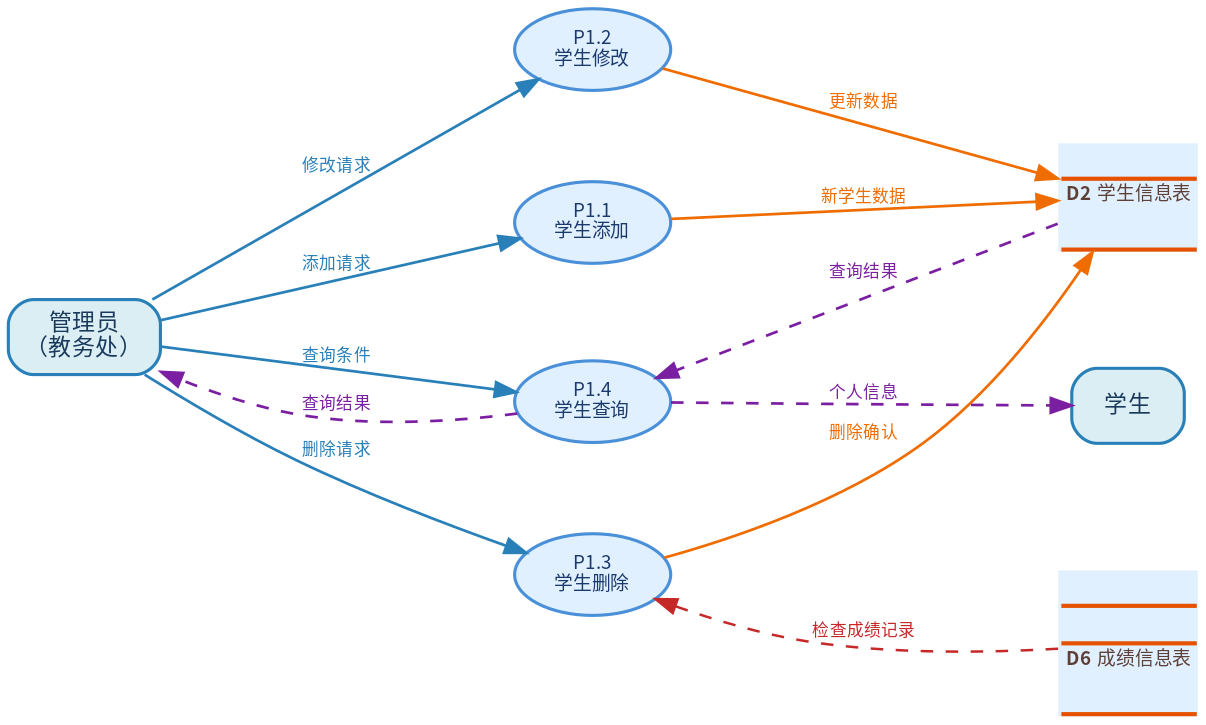 P1.2
学生修改
更新数据
修改请求
P1.1
学生添加
新学生数据
D2 学生信息表
添加请求
查询结果
管理员
（教务处）
查询条件
查询结果
P1.4
学生查询
个人信息
学生
删除确认
删除请求
P1.3
学生删除
检查成绩记录
D6 成绩信息表